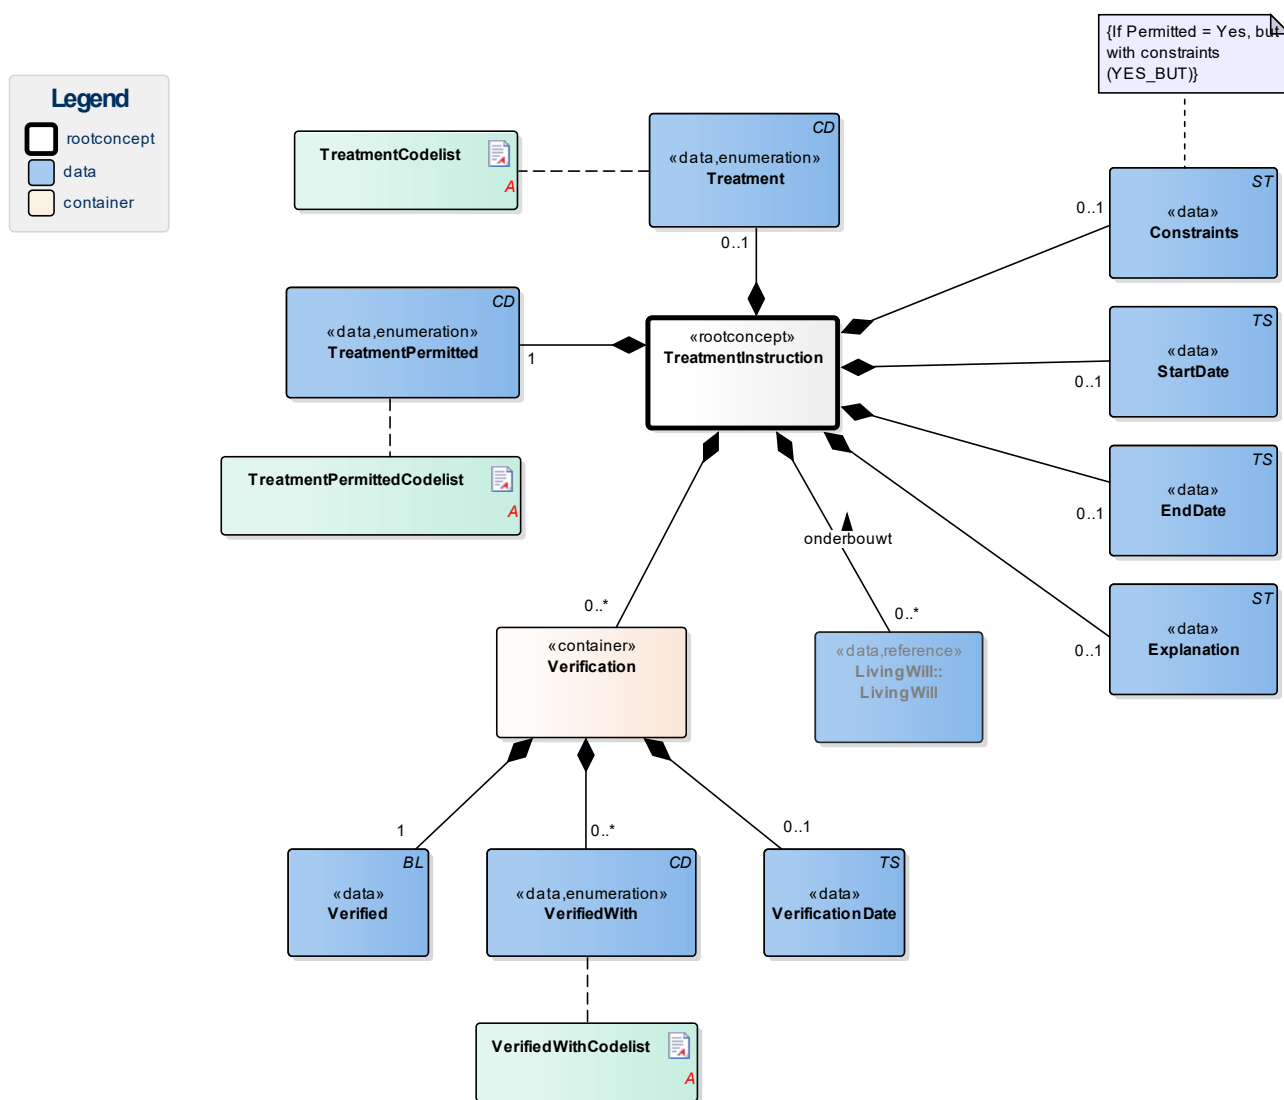 {If Permitted = Yes, but
with constraints
(YES_BUT)}
Legend
rootconcept
data
container
TreatmentCodelist
A
CD
«data,enumeration»
Treatment
0..1
ST
«data»
Constraints
0..1
CD
«data,enumeration»
TreatmentPermitted
1
«rootconcept»
TreatmentInstruction
TS
«data»
StartDate
0..1
TreatmentPermittedCodelist
A
TS
«data»
EndDate
0..1
onderbouwt
0..*
0..*
ST
«data»
Explanation
0..1
«container»
Verification
«data,reference»
LivingWill::
LivingWill
1
0..*
0..1
BL
«data»
Verified
CD
«data,enumeration»
VerifiedWith
TS
«data»
VerificationDate
VerifiedWithCodelist
A